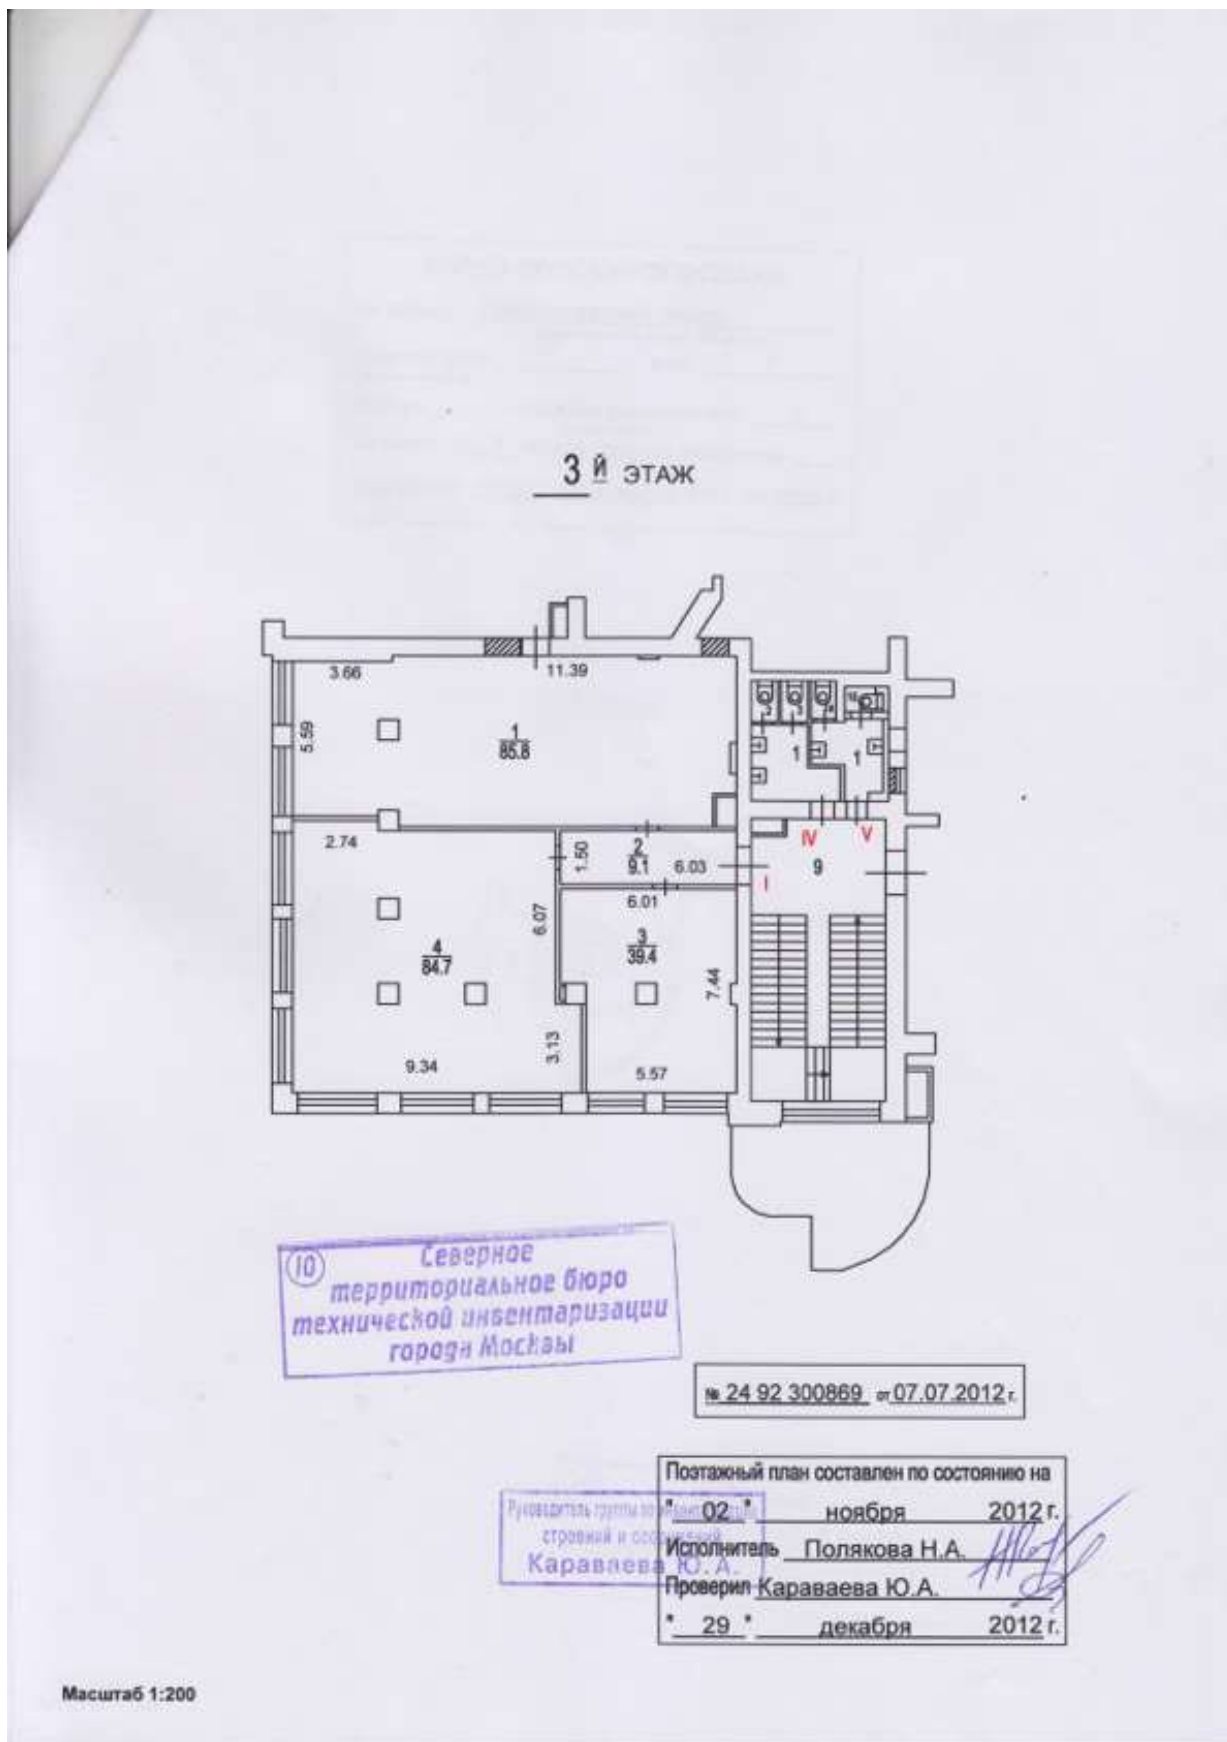 3 й ЭТАЖ
3.66
11.39
5.59
1
85.8
1
1
2.74
1.50
2
9.1
6.03
IV
V
9
I
6.01
6.07
3
39.4
4
84.7
7.44
3.13
9.34
5.57
10
Северное
территориальное бюро
технической инвентаризации
города Москвы
№ 24 92 300869 от 07.07.2012 г.
Поэтажный план составлен по состоянию на
" 02 " ноября 2012 г.
Исполнитель Полякова Н.А.
Проверил Караваева Ю.А.
" 29 " декабря 2012 г.
Руководитель группы по
строений и сооружений
Караваева Ю.А.
Масштаб 1:200